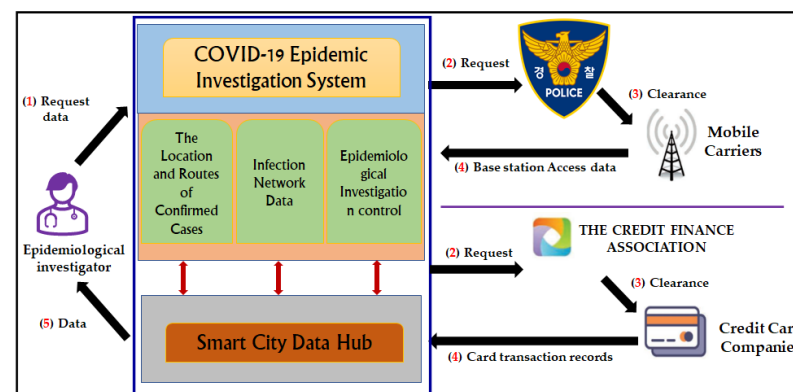 COVID-19 Epidemic
Investigation System
(1) Request
data
The
Location
and Routes
of
Confirmed
Cases
Infection
Network
Data
Epidemiolo
gical
Investigatio
n control
Epidemiological
investigator
(5) Data
Smart City Data Hub
(2) Request
경 찰
POLICE
(3) Clearance
Mobile
Carriers
(4) Base station Access data
(2) Request
THE CREDIT FINANCE
ASSOCIATION
(3) Clearance
Credit Car
Companie
(4) Card transaction records